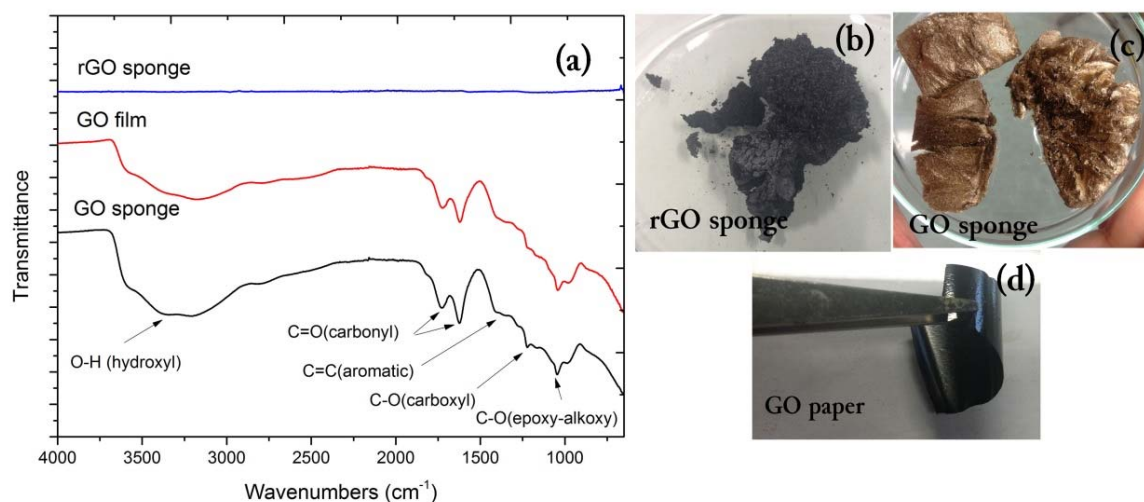 (a)
rGO sponge
GO film
GO sponge
O-H (hydroxyl)
C=O(carbonyl)
C=C(aromatic)
C-O(carboxyl)
C-O(epoxy-alkoxy)
Transmittance
4000 3500 3000 2500 2000 1500 1000
Wavenumbers (cm⁻¹)
(b)
rGO sponge
(c)
GO sponge
(d)
GO paper